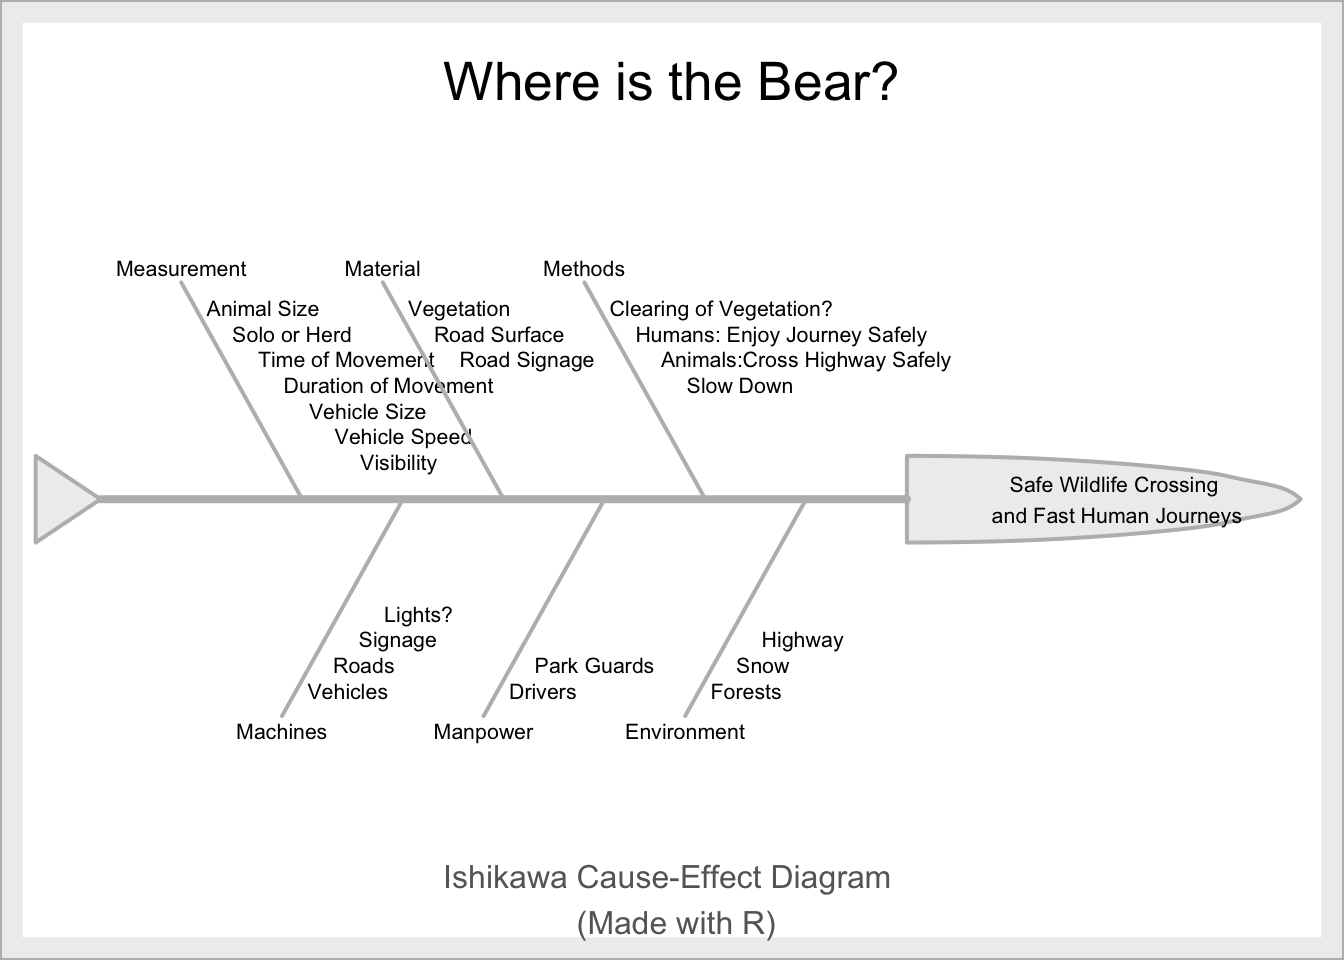 Where is the Bear?
Measurement
Animal Size
Solo or Herd
Time of Movement
Duration of Movement
Vehicle Size
Vehicle Speed
Visibility
Material
Vegetation
Road Surface
Road Signage
Methods
Clearing of Vegetation?
Humans: Enjoy Journey Safely
Animals:Cross Highway Safely
Slow Down
Safe Wildlife Crossing
and Fast Human Journeys
Lights?
Signage
Roads
Vehicles
Machines
Park Guards
Drivers
Manpower
Highway
Snow
Forests
Environment
Ishikawa Cause-Effect Diagram
(Made with R)